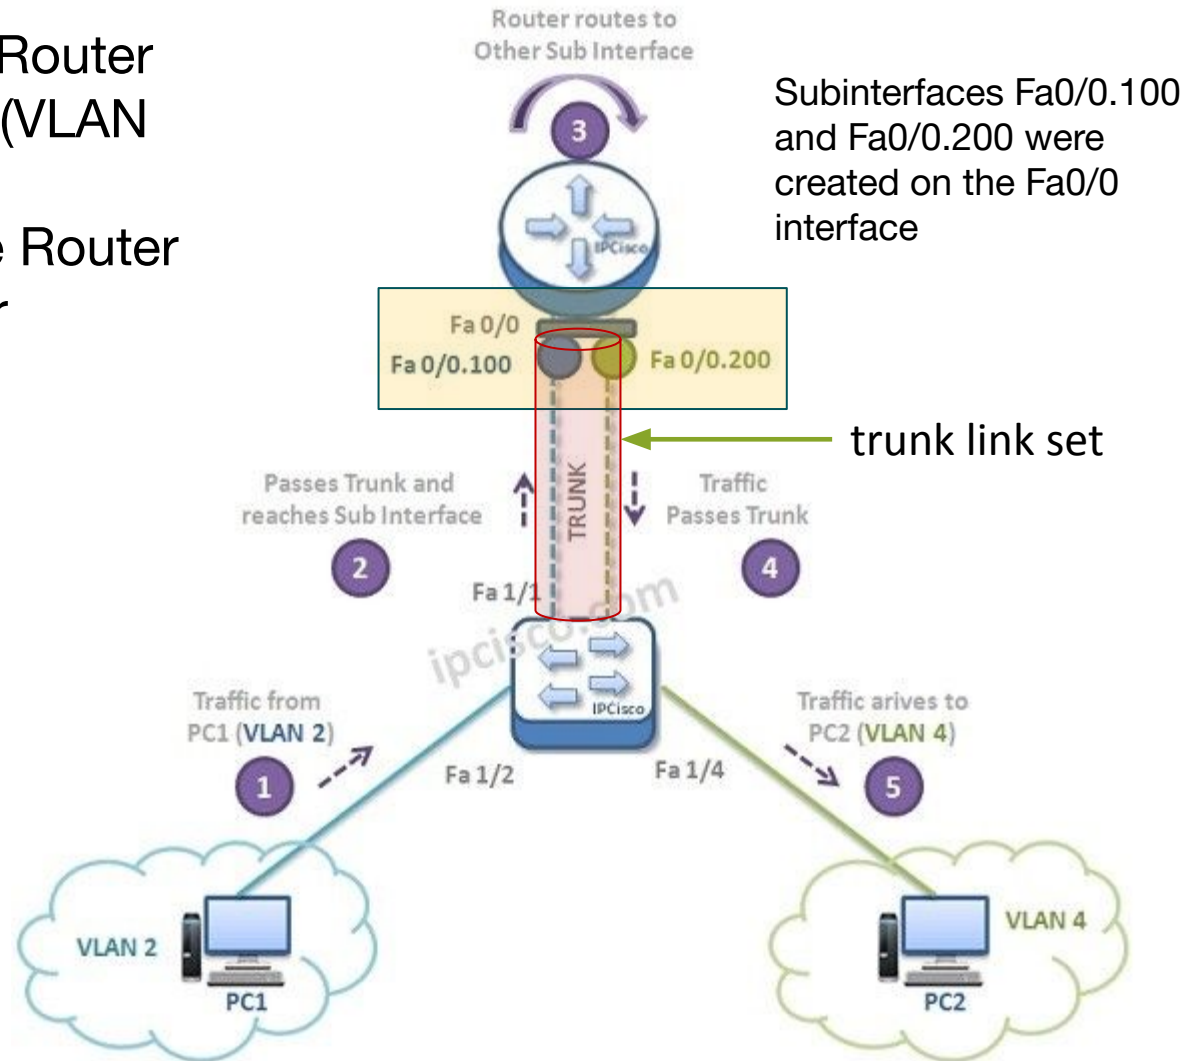 Router
(VLAN
e Router
r
Router routes to
Other Sub Interface
3
Subinterfaces Fa0/0.100
and Fa0/0.200 were
created on the Fa0/0
interface
IPCisco
Fa 0/0
Fa 0/0.100
Fa 0/0.200
trunk link set
Passes Trunk and
reaches Sub Interface
2
TRUNK
Traffic
Passes Trunk
4
Fa 1/1
ipcisco.com
IPCisco
Traffic from
PC1 (VLAN 2)
1
Traffic arives to
PC2 (VLAN 4)
5
Fa 1/2
Fa 1/4
VLAN 2
PC1
VLAN 4
PC2